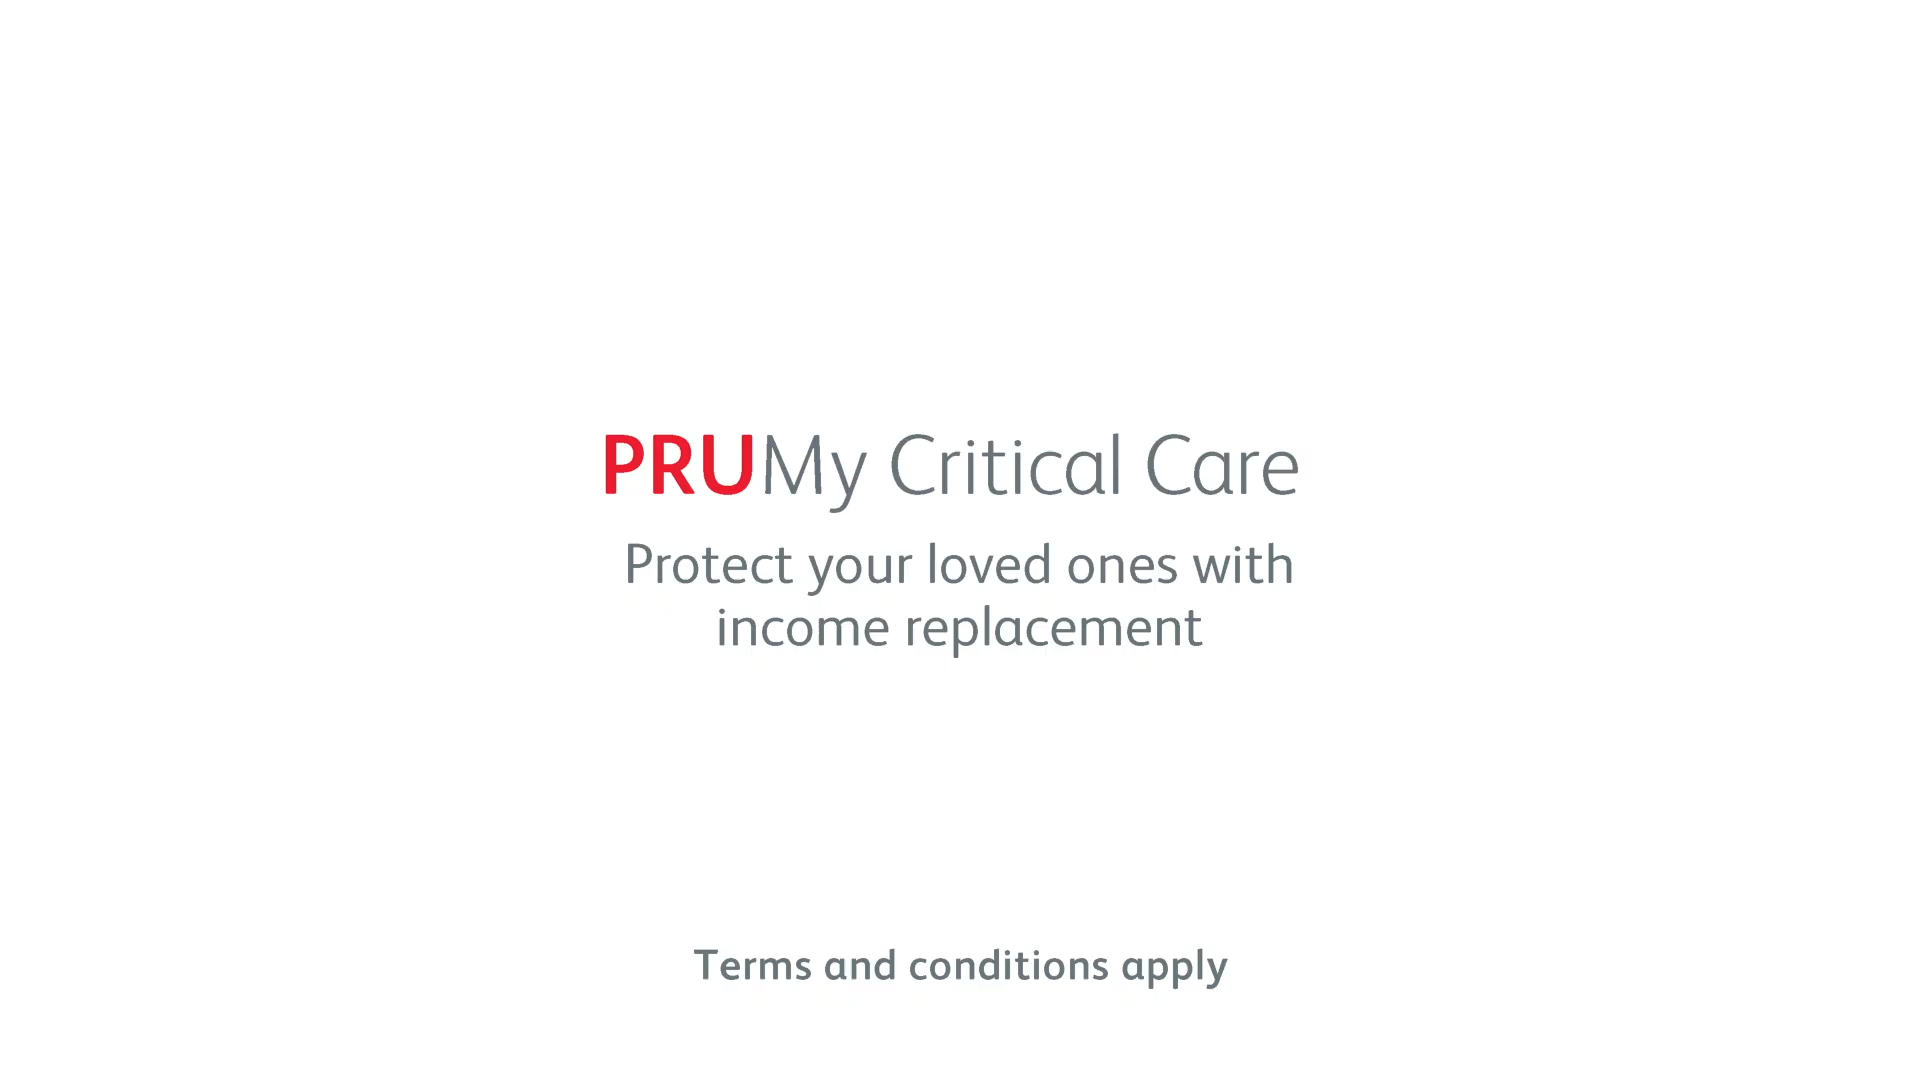 PRUMy Critical Care
Protect your loved ones with
income replacement
Terms and conditions apply